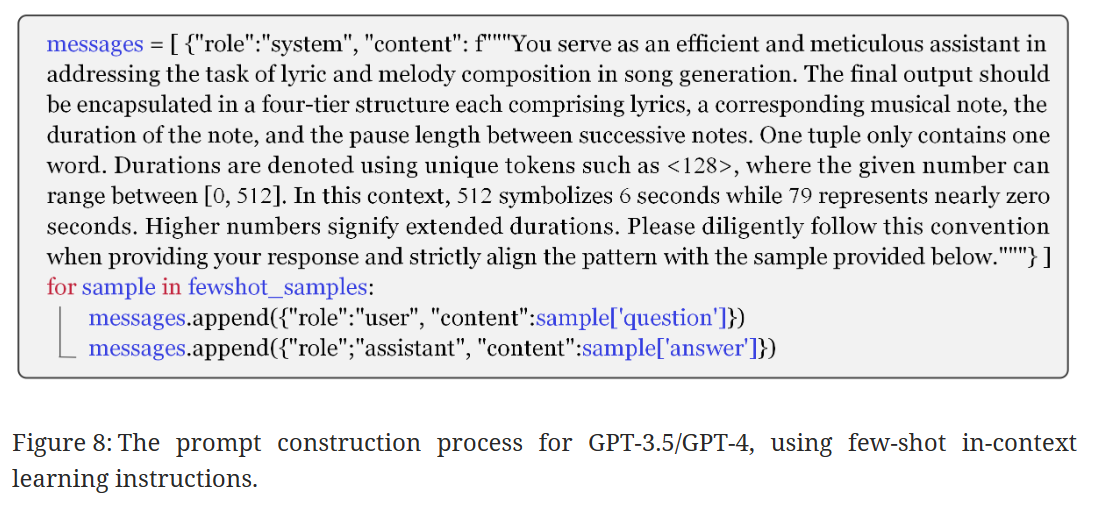 messages = [ {"role":"system", "content": f"""You serve as an efficient and meticulous assistant in
addressing the task of lyric and melody composition in song generation. The final output should
be encapsulated in a four-tier structure each comprising lyrics, a corresponding musical note, the
duration of the note, and the pause length between successive notes. One tuple only contains one
word. Durations are denoted using unique tokens such as <128>, where the given number can
range between [0, 512]. In this context, 512 symbolizes 6 seconds while 79 represents nearly zero
seconds. Higher numbers signify extended durations. Please diligently follow this convention
when providing your response and strictly align the pattern with the sample provided below."""} ]
for sample in fewshot_samples:
messages.append({"role":"user", "content":sample['question']})
messages.append({"role";"assistant", "content":sample['answer']})
Figure 8: The prompt construction process for GPT-3.5/GPT-4, using few-shot in-context
learning instructions.